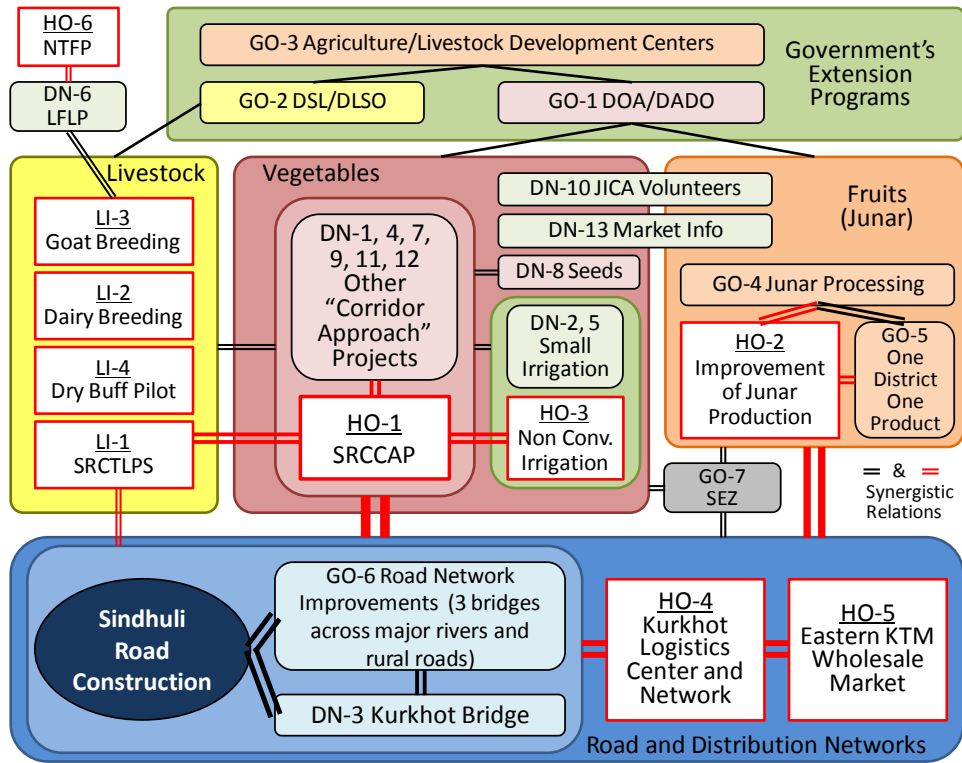 HO-6
NTFP
DN-6
LFLP
GO-3 Agriculture/Livestock Development Centers
GO-2 DSL/DLSO
GO-1 DOA/DADO
Government's
Extension
Programs
Livestock
LI-3
Goat Breeding
LI-2
Dairy Breeding
LI-4
Dry Buff Pilot
LI-1
SRCTLPS
Vegetables
DN-1, 4, 7,
9, 11, 12
Other
“Corridor
Approach”
Projects
HO-1
SRCCAP
DN-10 JICA Volunteers
DN-13 Market Info
DN-8 Seeds
DN-2, 5
Small
Irrigation
HO-3
Non Conv.
Irrigation
Fruits
(Junar)
GO-4 Junar Processing
HO-2
Improvement
of Junar
Production
GO-5
One
District
One
Product
GO-7
SEZ
&
Synergistic
Relations
Sindhuli
Road
Construction
GO-6 Road Network
Improvements (3 bridges
across major rivers and
rural roads)
DN-3 Kurkhot Bridge
HO-4
Kurkhot
Logistics
Center and
Network
HO-5
Eastern KTM
Wholesale
Market
Road and Distribution Networks